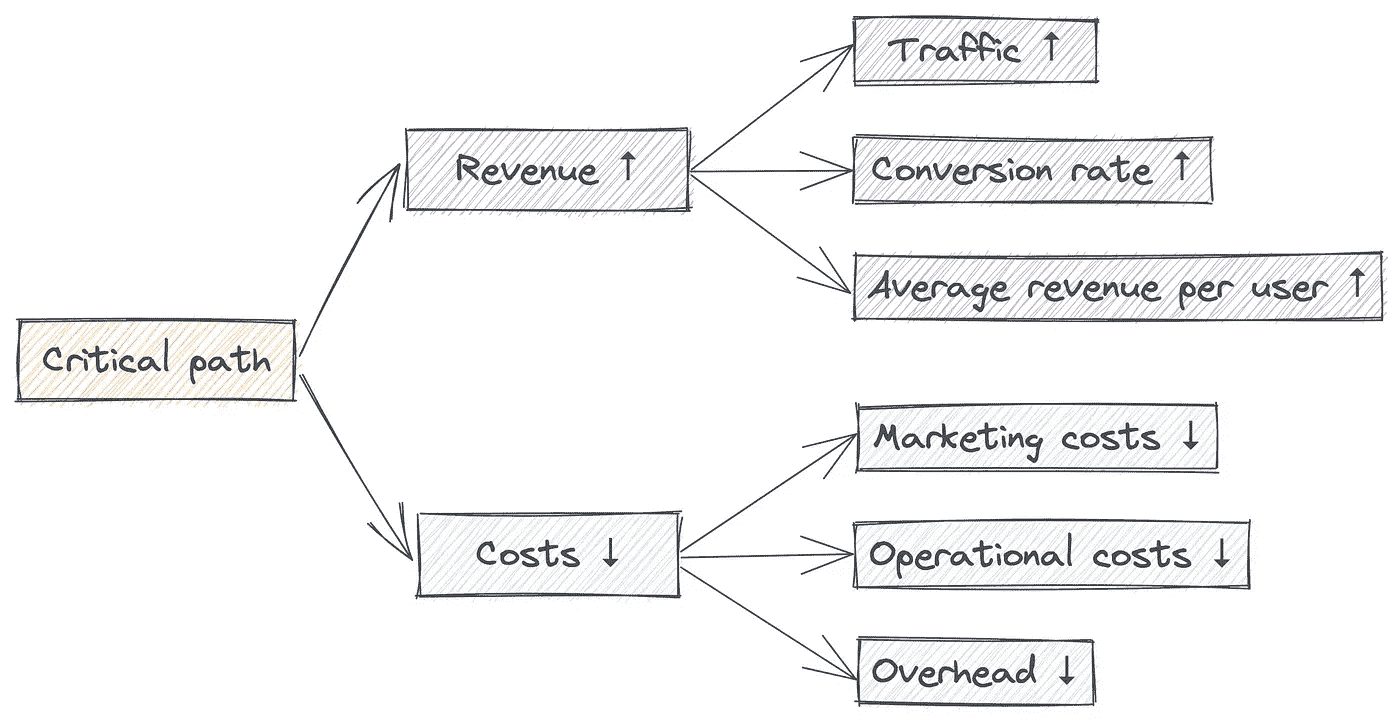 Traffic ↑
Revenue ↑
Conversion rate ↑
Average revenue per user ↑
Critical path
Marketing costs ↓
Costs ↓
Operational costs ↓
Overhead ↓